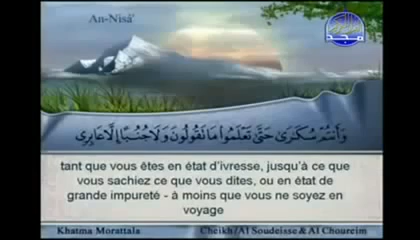 An-Nisâ'
المجد
وَأَنتُمْ سُكَـٰرَىٰ حَتَّىٰ تَعْلَمُوا۟ مَا تَقُولُونَ وَلَا جُنُبًا إِلَّا عَابِرِى
tant que vous êtes en état d'ivresse, jusqu'à ce que
vous sachiez ce que vous dites, ou en état de
grande impureté - à moins que vous ne soyez en
voyage
Khatma Morattala
Cheikh/Al Soudeisse & Al Choureim